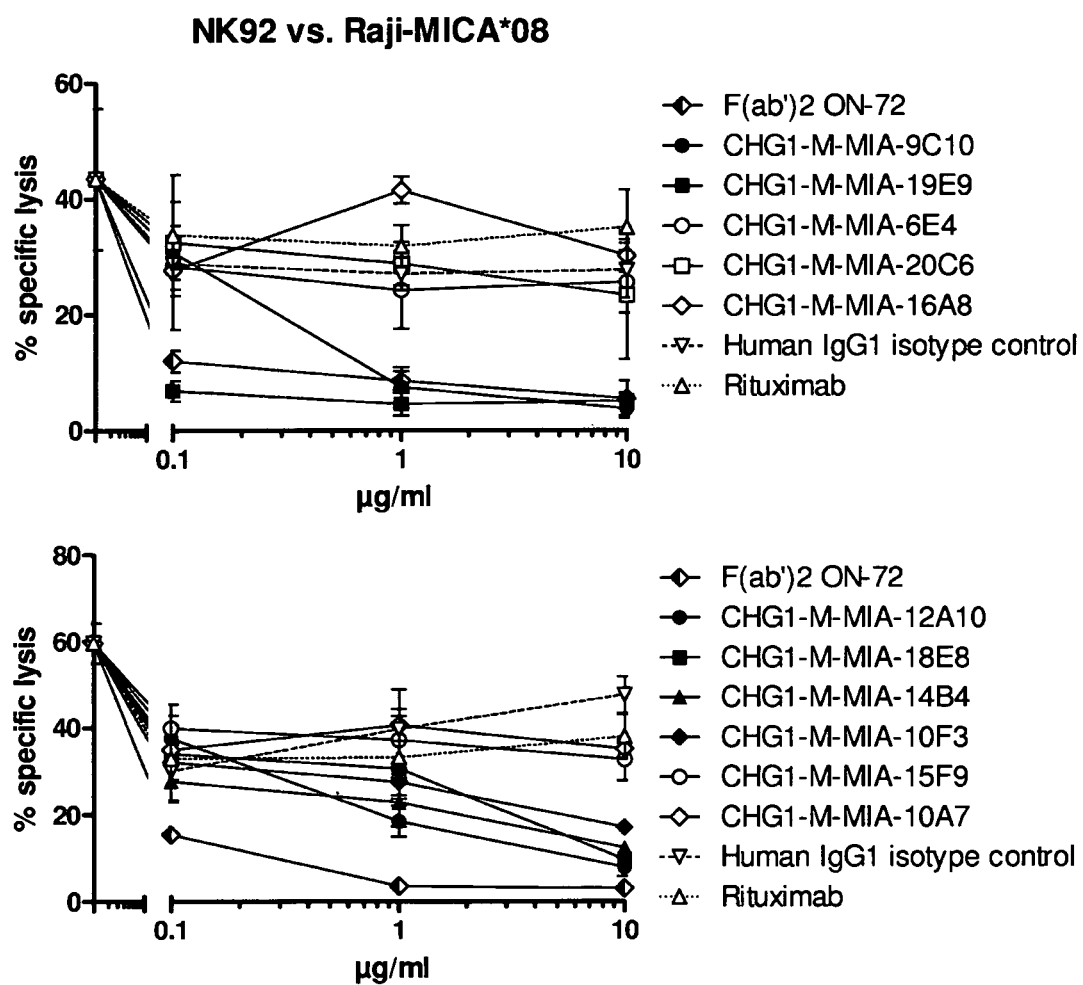 NK92 vs. Raji-MICA*08
60
40
20
0
% specific lysis
0.1
1
10
µg/ml
F(ab')2 ON-72
CHG1-M-MIA-9C10
CHG1-M-MIA-19E9
CHG1-M-MIA-6E4
CHG1-M-MIA-20C6
CHG1-M-MIA-16A8
Human IgG1 isotype control
Rituximab
80
60
40
20
0
% specific lysis
0.1
1
10
µg/ml
F(ab')2 ON-72
CHG1-M-MIA-12A10
CHG1-M-MIA-18E8
CHG1-M-MIA-14B4
CHG1-M-MIA-10F3
CHG1-M-MIA-15F9
CHG1-M-MIA-10A7
Human IgG1 isotype control
Rituximab